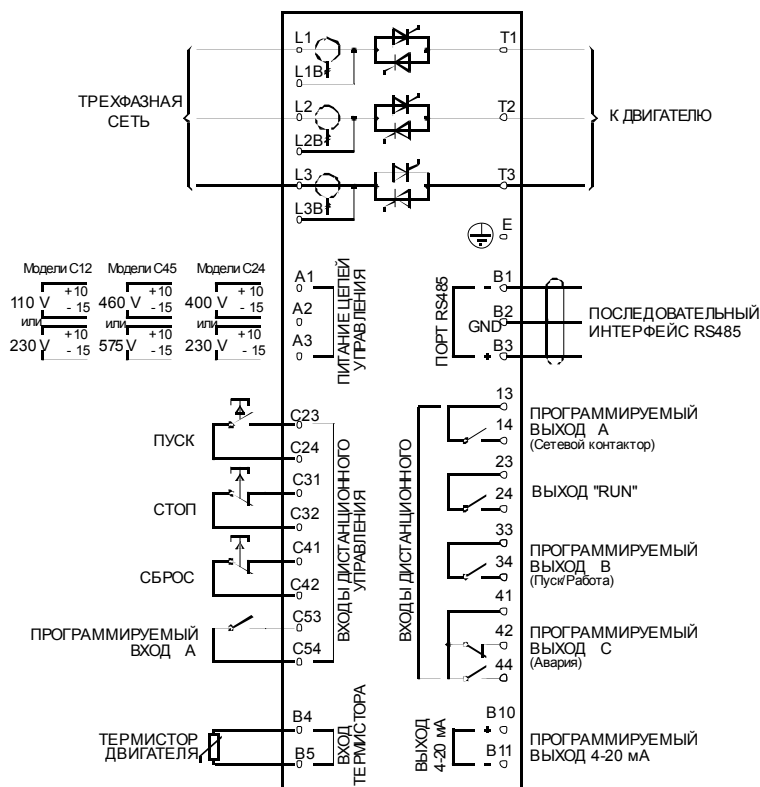 L1
T1
L1B
ТРЕХФАЗНАЯ
СЕТЬ
L2
T2
L2B
К ДВИГАТЕЛЮ
L3
T3
L3B
E
Модели C12
110 V +10 - 15
или
230 V +10 - 15
Модели C45
460 V +10 - 15
или
575 V +10 - 15
Модели C24
400 V +10 - 15
или
230 V +10 - 15
A1
A2
A3
ПИТАНИЕ ЦЕПЕЙ
УПРАВЛЕНИЯ
ПОРТ RS485
B1
-
B2
GND
B3
+
ПОСЛЕДОВАТЕЛЬНЫЙ
ИНТЕРФЕЙС RS485
ПУСК
C23
C24
СТОП
C31
C32
СБРОС
C41
C42
ПРОГРАММИРУЕМЫЙ
ВХОД A
C53
C54
ВХОДЫ ДИСТАНЦИОННОГО
УПРАВЛЕНИЯ
ВХОДЫ ДИСТАНЦИОННОГО
13
14
ПРОГРАММИРУЕМЫЙ
ВЫХОД A
(Сетевой контактор)
23
24
ВЫХОД "RUN"
33
34
ПРОГРАММИРУЕМЫЙ
ВЫХОД B
(Пуск/Работа)
41
42
44
ПРОГРАММИРУЕМЫЙ
ВЫХОД C
(Авария)
ТЕРМИСТОР
ДВИГАТЕЛЯ
B4
B5
ВХОД
ТЕРМИСТОРА
ВЫХОД
4-20 мА
B10
+
B11
-
ПРОГРАММИРУЕМЫЙ
ВЫХОД 4-20 мА